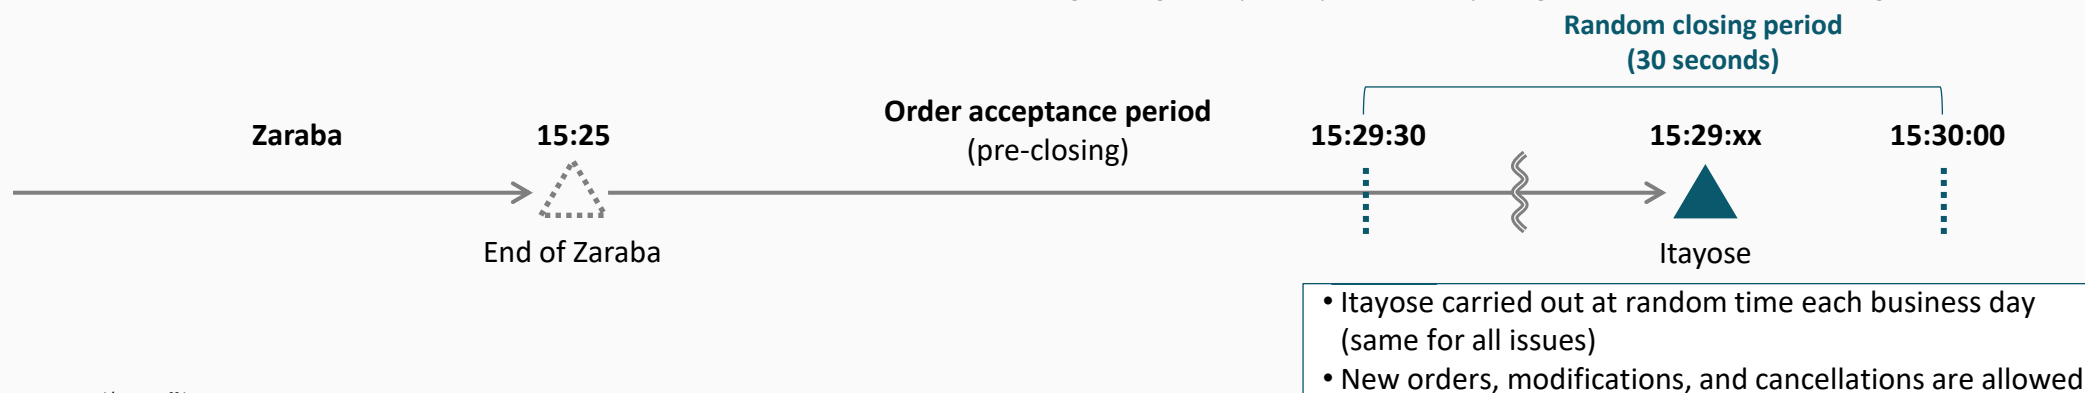 Random closing period
(30 seconds)
Order acceptance period
(pre-closing)
Zaraba
15:25
15:29:30
15:29:xx
15:30:00
End of Zaraba
Itayose
• Itayose carried out at random time each business day
(same for all issues)
• New orders, modifications, and cancellations are allowed